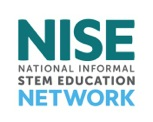 NISE
NATIONAL INFORMAL
STEM EDUCATION
NETWORK